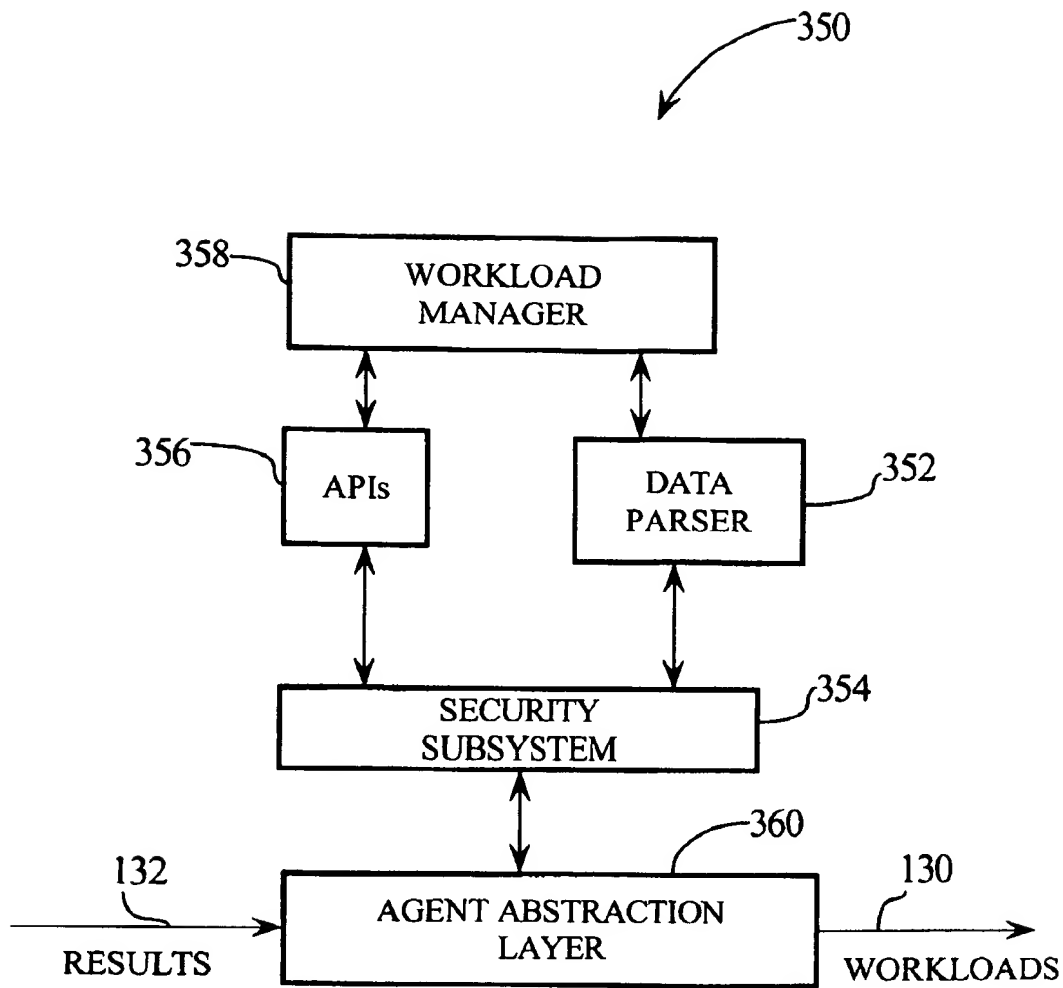 350
358
WORKLOAD
MANAGER
356
APIs
DATA
PARSER
352
SECURITY
SUBSYSTEM
354
360
132
RESULTS
AGENT ABSTRACTION
LAYER
130
WORKLOADS